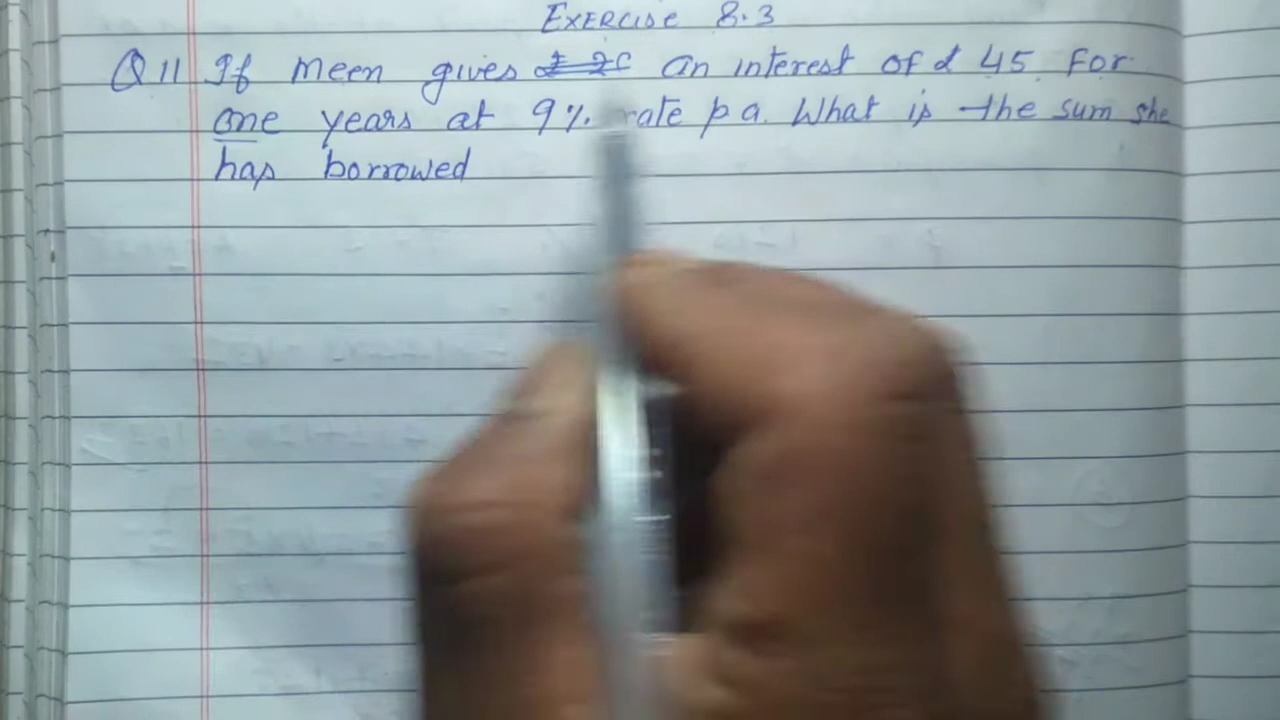 EXERCISE 8.3
Q 11 If meen gives an interest of ₹ 45 For
one years at 9% rate p a. What is the sum she
has borrowed